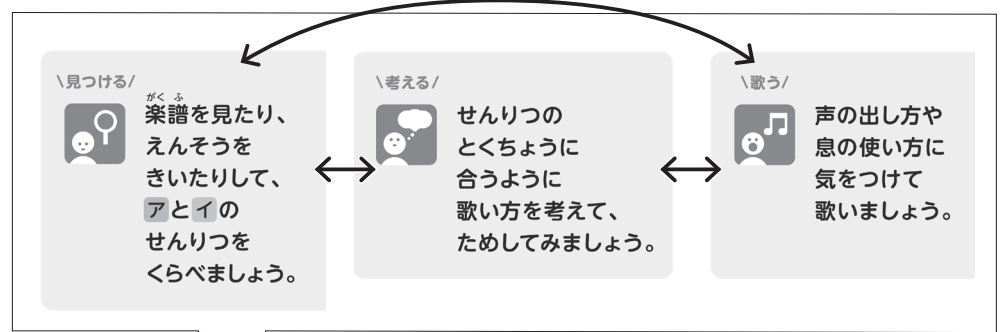 \見つける/
がく ふ
楽譜を見たり、
えんそうを
きいたりして、
アとイの
せんりつを
くらべましょう。
\考える/
せんりつの
とくちょうに
合うように
歌い方を考えて、
ためしてみましょう。
\歌う/
声の出し方や
息の使い方に
気をつけて
歌いましょう。